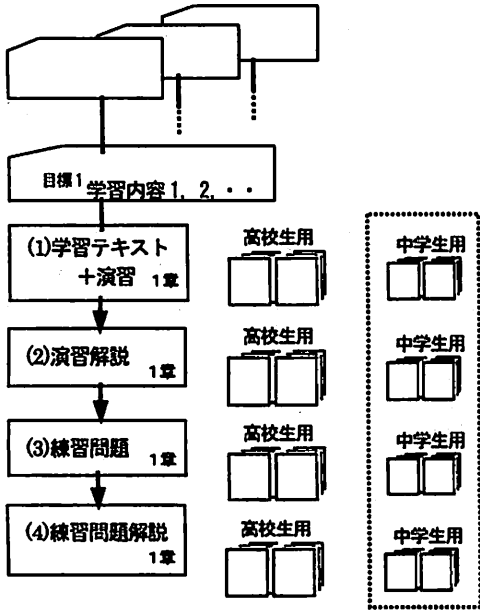 目標1 学習内容1, 2, ・・
(1)学習テキスト
+演習 1章
高校生用
中学生用
(2)演習解説
1章
高校生用
中学生用
(3)練習問題
1章
高校生用
中学生用
(4)練習問題解説
1章
高校生用
中学生用